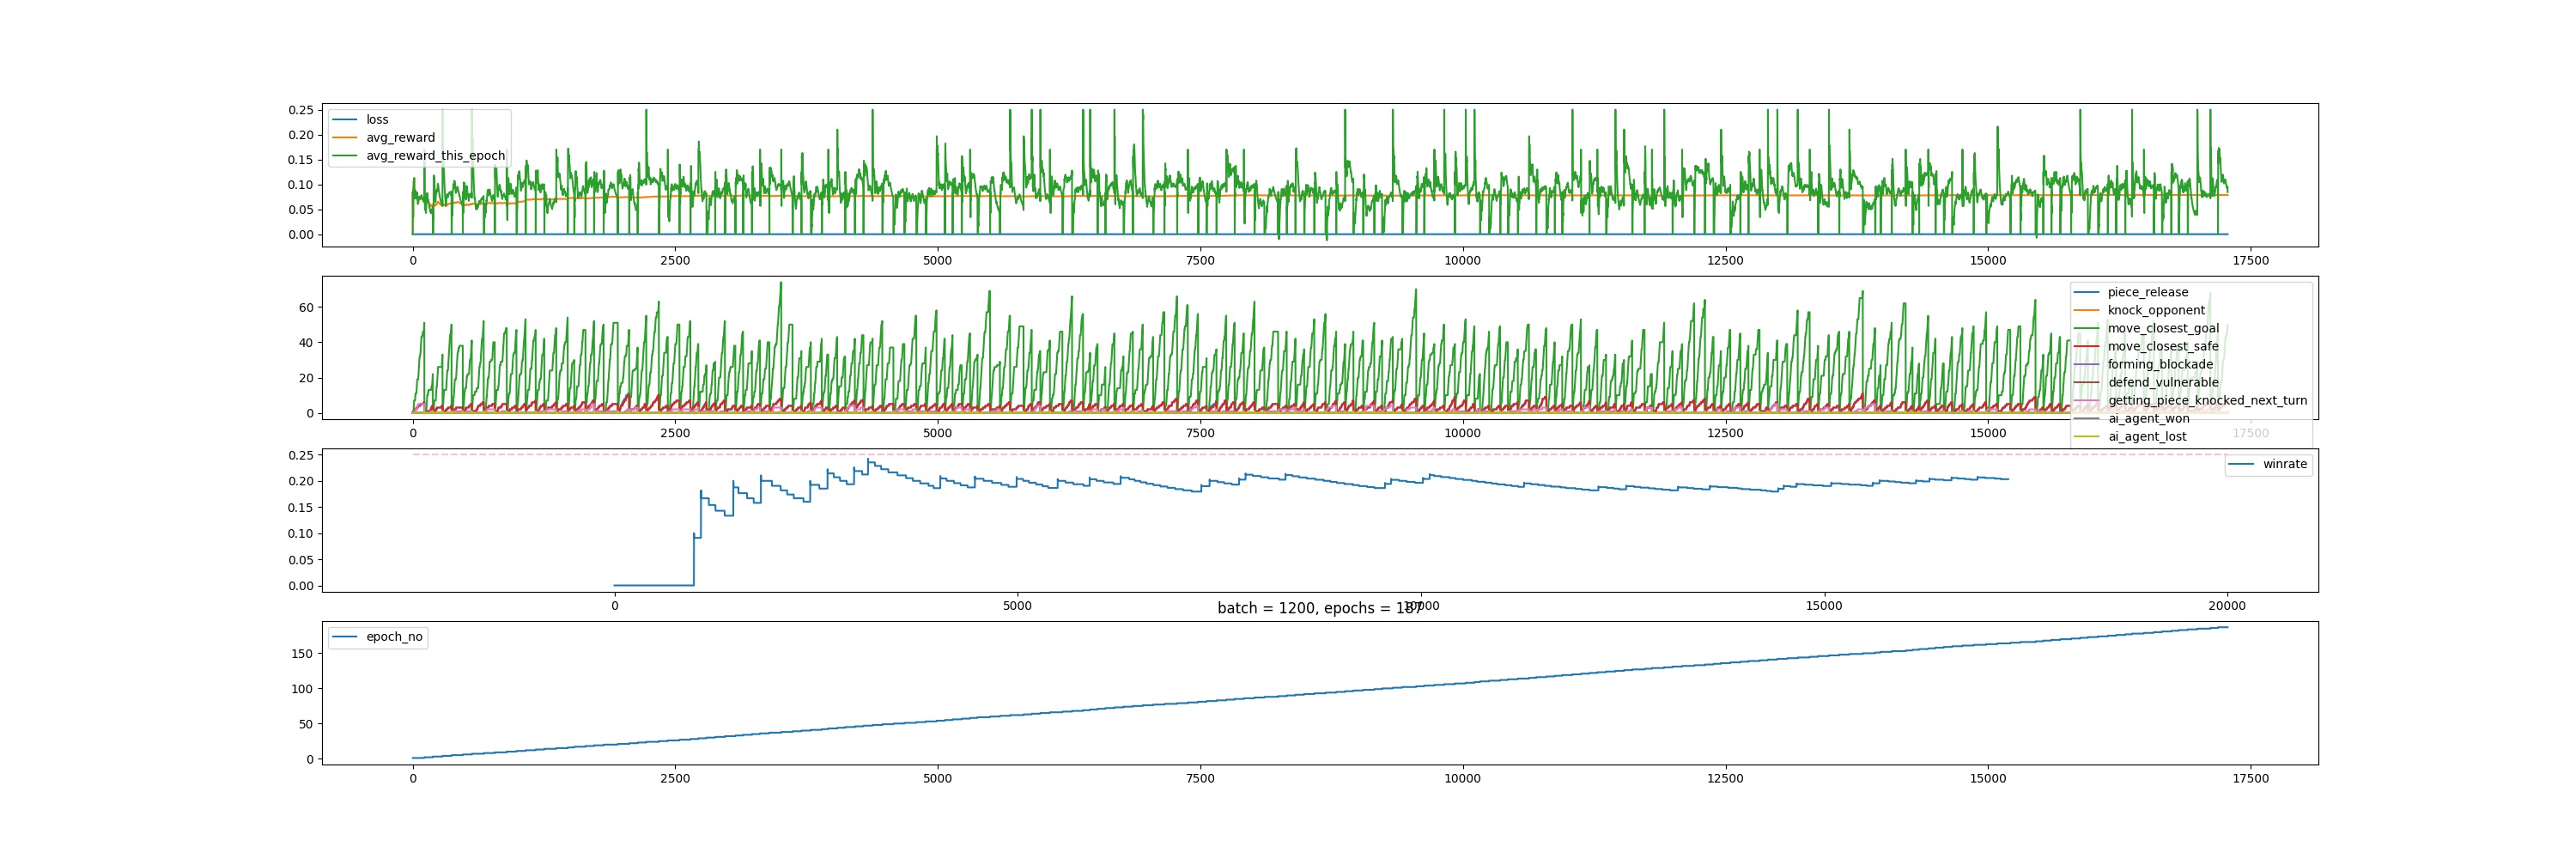 0.25
0.20
0.15
0.10
0.05
0.00
loss
avg_reward
avg_reward_this_epoch
0 2500 5000 7500 10000 12500 15000 17500
60
40
20
0
piece_release
knock_opponent
move_closest_goal
move_closest_safe
forming_blockade
defend_vulnerable
getting_piece_knocked_next_turn
ai_agent_won
ai_agent_lost
0 2500 5000 7500 10000 12500 15000 17500
0.25
0.20
0.15
0.10
0.05
0.00
winrate
0 5000 10000 15000 20000
batch = 1200, epochs = 187
150
100
50
0
epoch_no
0 2500 5000 7500 10000 12500 15000 17500